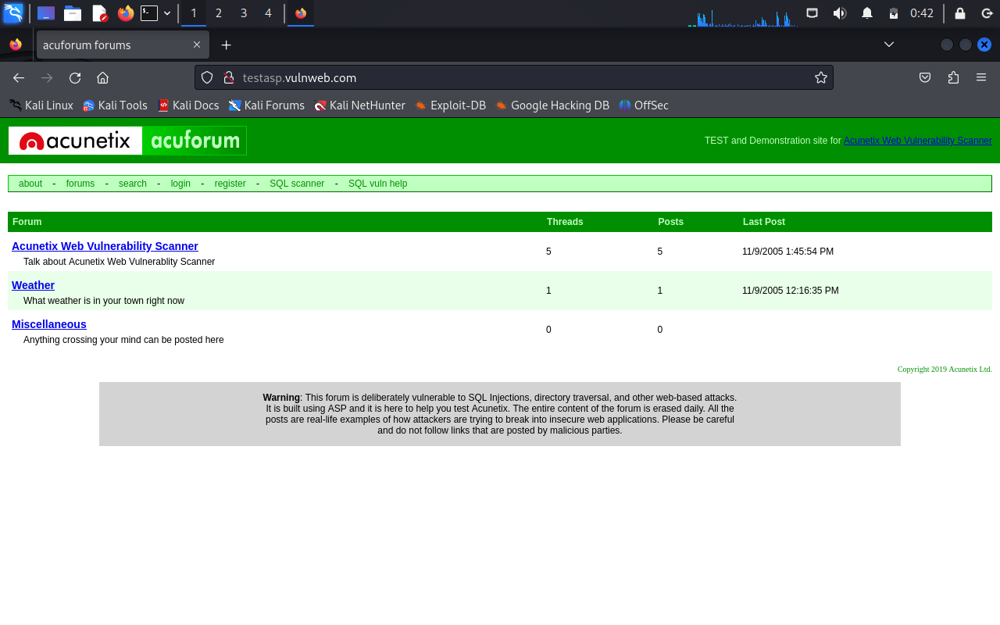 1 2 3 4 0:42
acuforum forums
testasp.vulnweb.com
Kali Linux Kali Tools Kali Docs Kali Forums Kali NetHunter Exploit-DB Google Hacking DB OffSec
acunetix acuforum TEST and Demonstration site for Acunetix Web Vulnerability Scanner
about - forums - search - login - register - SQL scanner - SQL vuln help
Forum Threads Posts Last Post
Acunetix Web Vulnerability Scanner 5 5 11/9/2005 1:45:54 PM
Talk about Acunetix Web Vulnerablity Scanner
Weather 1 1 11/9/2005 12:16:35 PM
What weather is in your town right now
Miscellaneous 0 0
Anything crossing your mind can be posted here
Copyright 2019 Acunetix Ltd.
Warning: This forum is deliberately vulnerable to SQL Injections, directory traversal, and other web-based attacks.
It is built using ASP and it is here to help you test Acunetix. The entire content of the forum is erased daily. All the
posts are real-life examples of how attackers are trying to break into insecure web applications. Please be careful
and do not follow links that are posted by malicious parties.